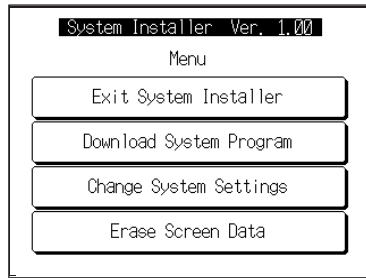 System Installer Ver. 1.00
Menu
Exit System Installer
Download System Program
Change System Settings
Erase Screen Data